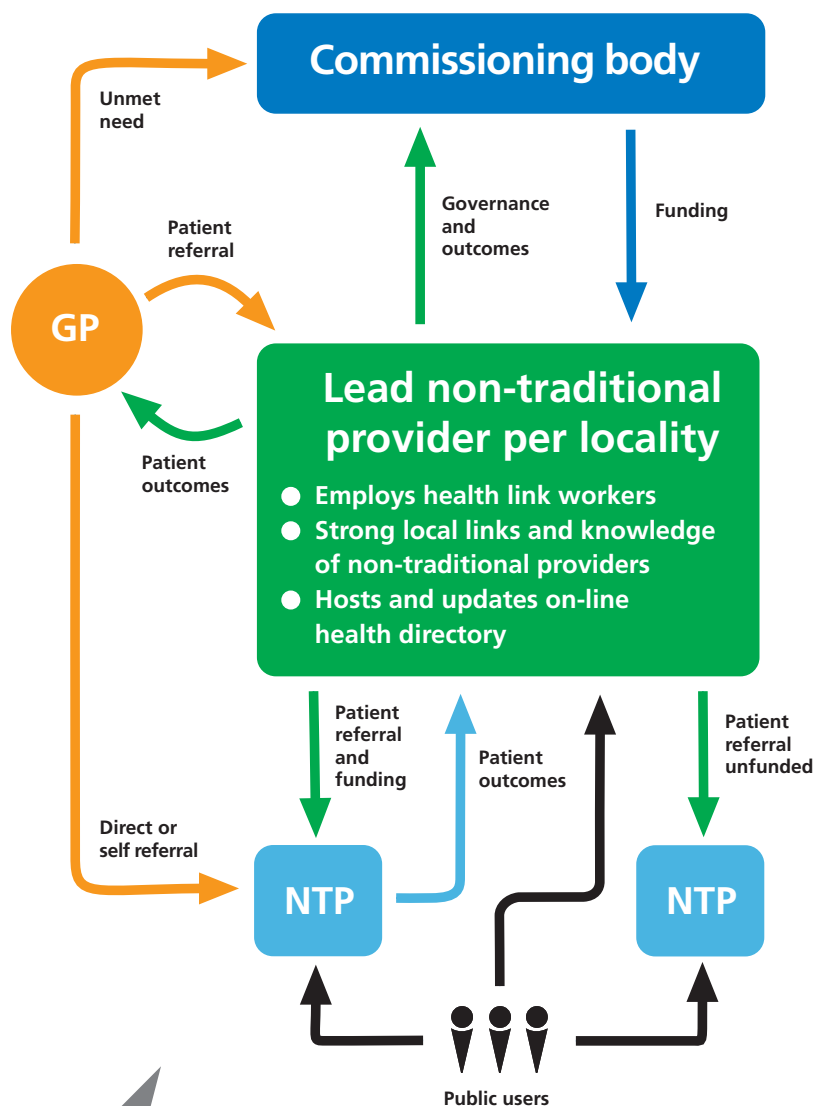 Commissioning body
Unmet
need
Governance
and
outcomes
Funding
Patient
referral
GP
Lead non-traditional
provider per locality
Employs health link workers
Strong local links and knowledge
of non-traditional providers
Hosts and updates on-line
health directory
Patient
outcomes
Patient
referral
and
funding
Patient
outcomes
Patient
referral
unfunded
Direct or
self referral
NTP
NTP
Public users